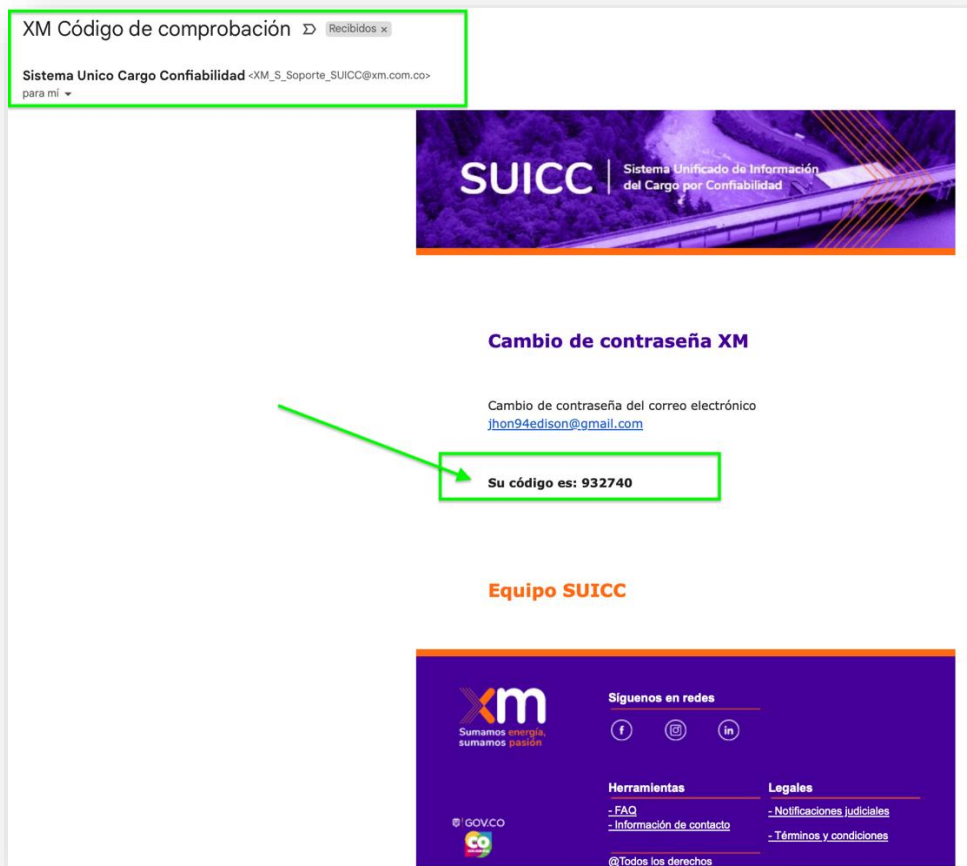 XM Código de comprobación Recibidos x
Sistema Unico Cargo Confiabilidad <XM_S_Soporte_SUICC@xm.com.co>
para mí
SUICC
Sistema Unificado de Información
del Cargo por Confiabilidad
Cambio de contraseña XM
Cambio de contraseña del correo electrónico
jhon94edison@gmail.com
Su código es: 932740
Equipo SUICC
xm
Sumamos energía,
sumamos pasión
Síguenos en redes
f in
Herramientas
- FAQ
- Información de contacto
Legales
- Notificaciones judiciales
- Términos y condiciones
GOV.CO
CO
@Todos los derechos